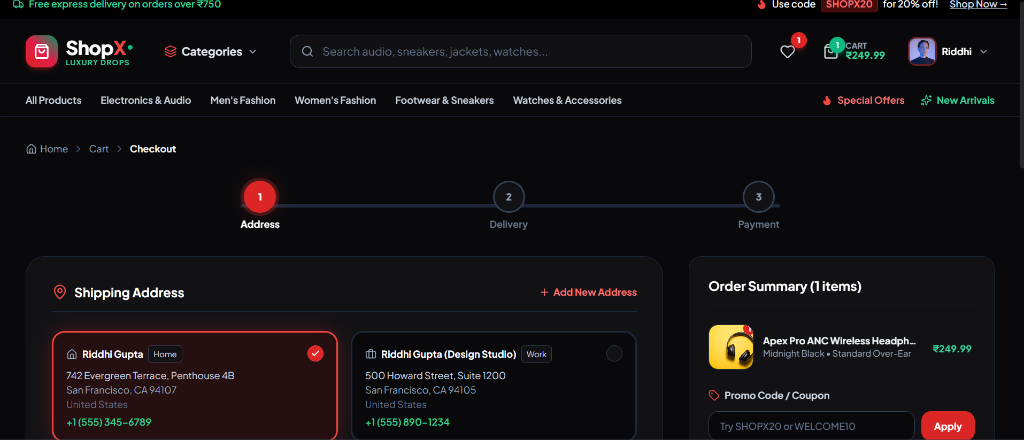 Free express delivery on orders over ₹750
Use code SHOPX20 for 20% off! Shop Now →
ShopX
LUXURY DROPS
Categories
Search audio, sneakers, jackets, watches...
1
1
CART
₹249.99
Riddhi
All Products Electronics & Audio Men's Fashion Women's Fashion Footwear & Sneakers Watches & Accessories Special Offers New Arrivals
Home > Cart > Checkout
1 2 3
Address Delivery Payment
Shipping Address
+ Add New Address
Riddhi Gupta Home
742 Evergreen Terrace, Penthouse 4B
San Francisco, CA 94107
United States
+1 (555) 345-6789
Riddhi Gupta (Design Studio) Work
500 Howard Street, Suite 1200
San Francisco, CA 94105
United States
+1 (555) 890-1234
Order Summary (1 items)
Apex Pro ANC Wireless Headph...
Midnight Black • Standard Over-Ear
₹249.99
Promo Code / Coupon
Try SHOPX20 or WELCOME10
Apply